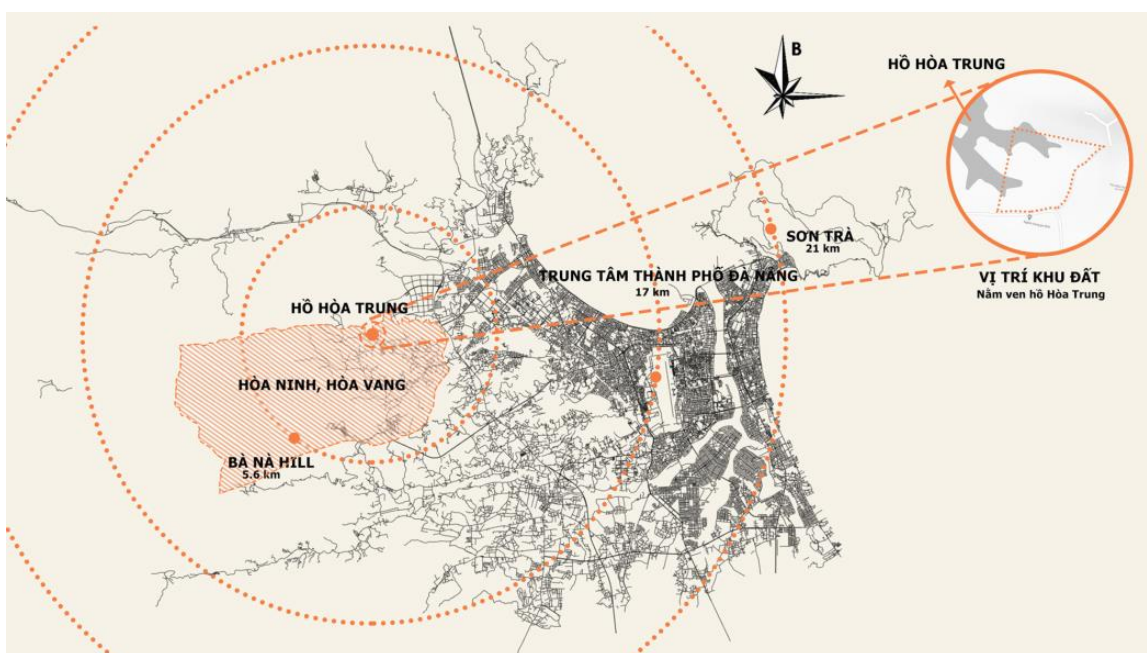 B
HỒ HÒA TRUNG
SƠN TRÀ
21 km
TRUNG TÂM THÀNH PHỐ ĐÀ NẴNG
17 km
VỊ TRÍ KHU ĐẤT
Nằm ven hồ Hòa Trung
HỒ HÒA TRUNG
HÒA NINH, HÒA VANG
BÀ NÀ HILL
5.6 km